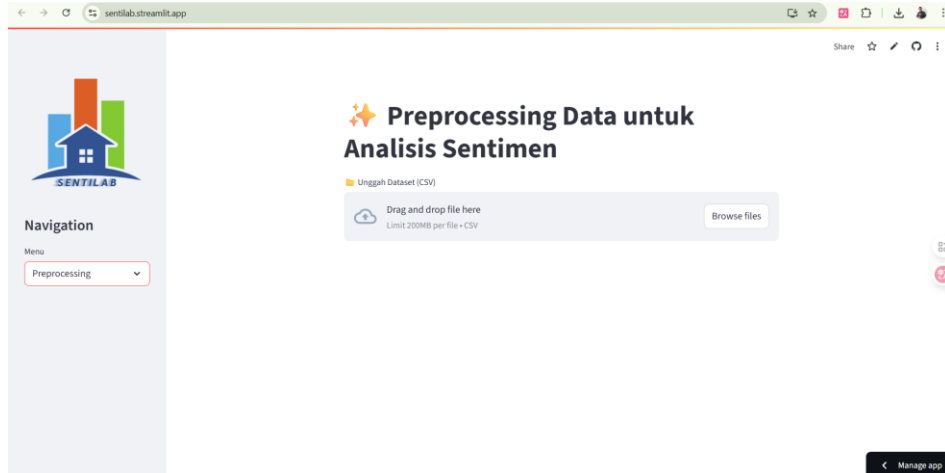 sentilab.streamlit.app
Share
SENTILAB
Navigation
Menu
Preprocessing
✨ Preprocessing Data untuk
Analisis Sentimen
Unggah Dataset (CSV)
Drag and drop file here
Limit 200MB per file • CSV
Browse files
Manage app